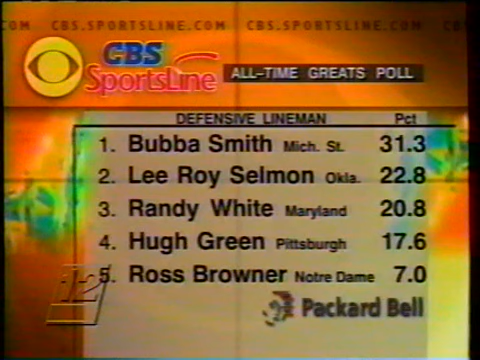 COM CBS.SPORTSLINE.COM CBS.SPORTSLINE.COM CBS
CBS
SportsLine
ALL-TIME GREATS POLL
DEFENSIVE LINEMAN Pct
1. Bubba Smith Mich. St. 31.3
2. Lee Roy Selmon Okla. 22.8
3. Randy White Maryland 20.8
4. Hugh Green Pittsburgh 17.6
5. Ross Browner Notre Dame 7.0
12
Packard Bell